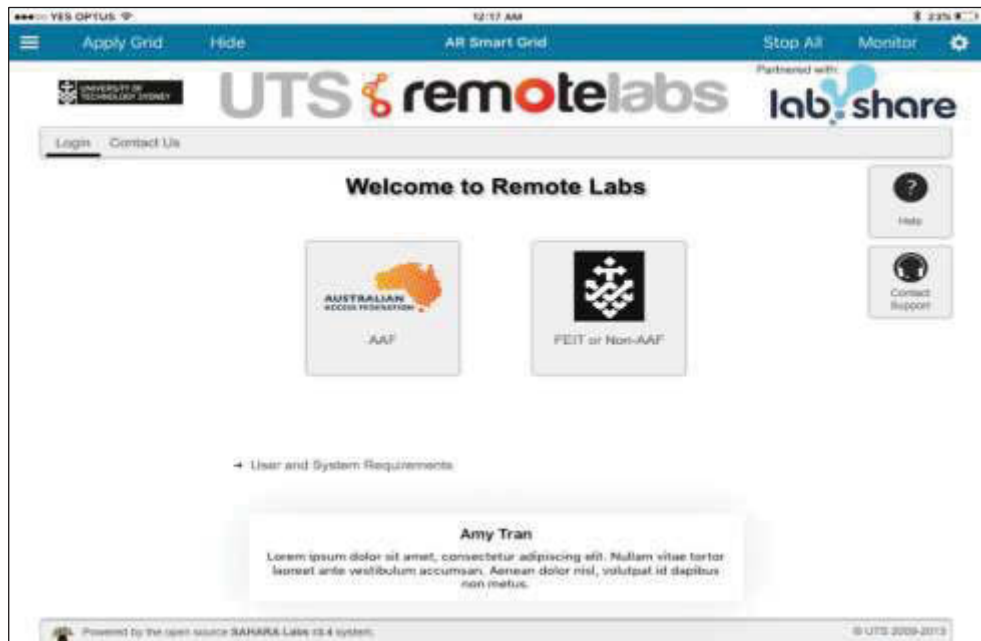 YES OPTUS 12:17 AM 23%
Apply Grid Hide AR Smart Grid Stop All Monitor
UNIVERSITY OF TECHNOLOGY SYDNEY
UTS remotelabs
Partnered with:
labshare
Login Contact Us
Welcome to Remote Labs
? Help
AUSTRALIAN
ACCESS FEDERATION
AAF
FEIT or Non-AAF
Contact
Support
→ User and System Requirements
Amy Tran
Lorem ipsum dolor sit amet, consectetur adipiscing elit. Nullam vitae tortor
laoreet ante vestibulum accumsan. Aenean dolor nisl, volutpat id dapibus
non metus.
Powered by the open source SAHARA Labs system. © UTS 2009-2013